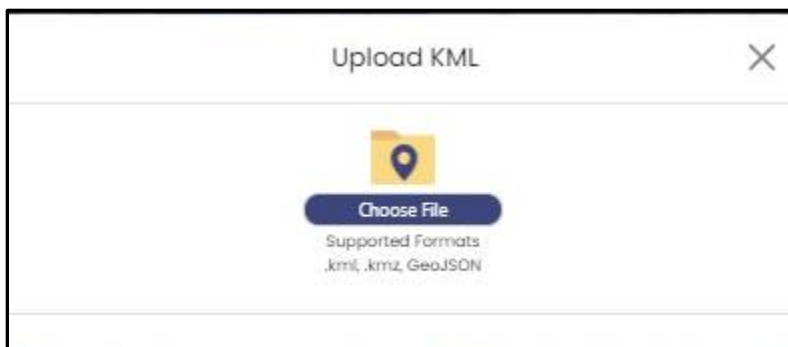 Upload KML
Choose File
Supported Formats
.kml, .kmz, GeoJSON